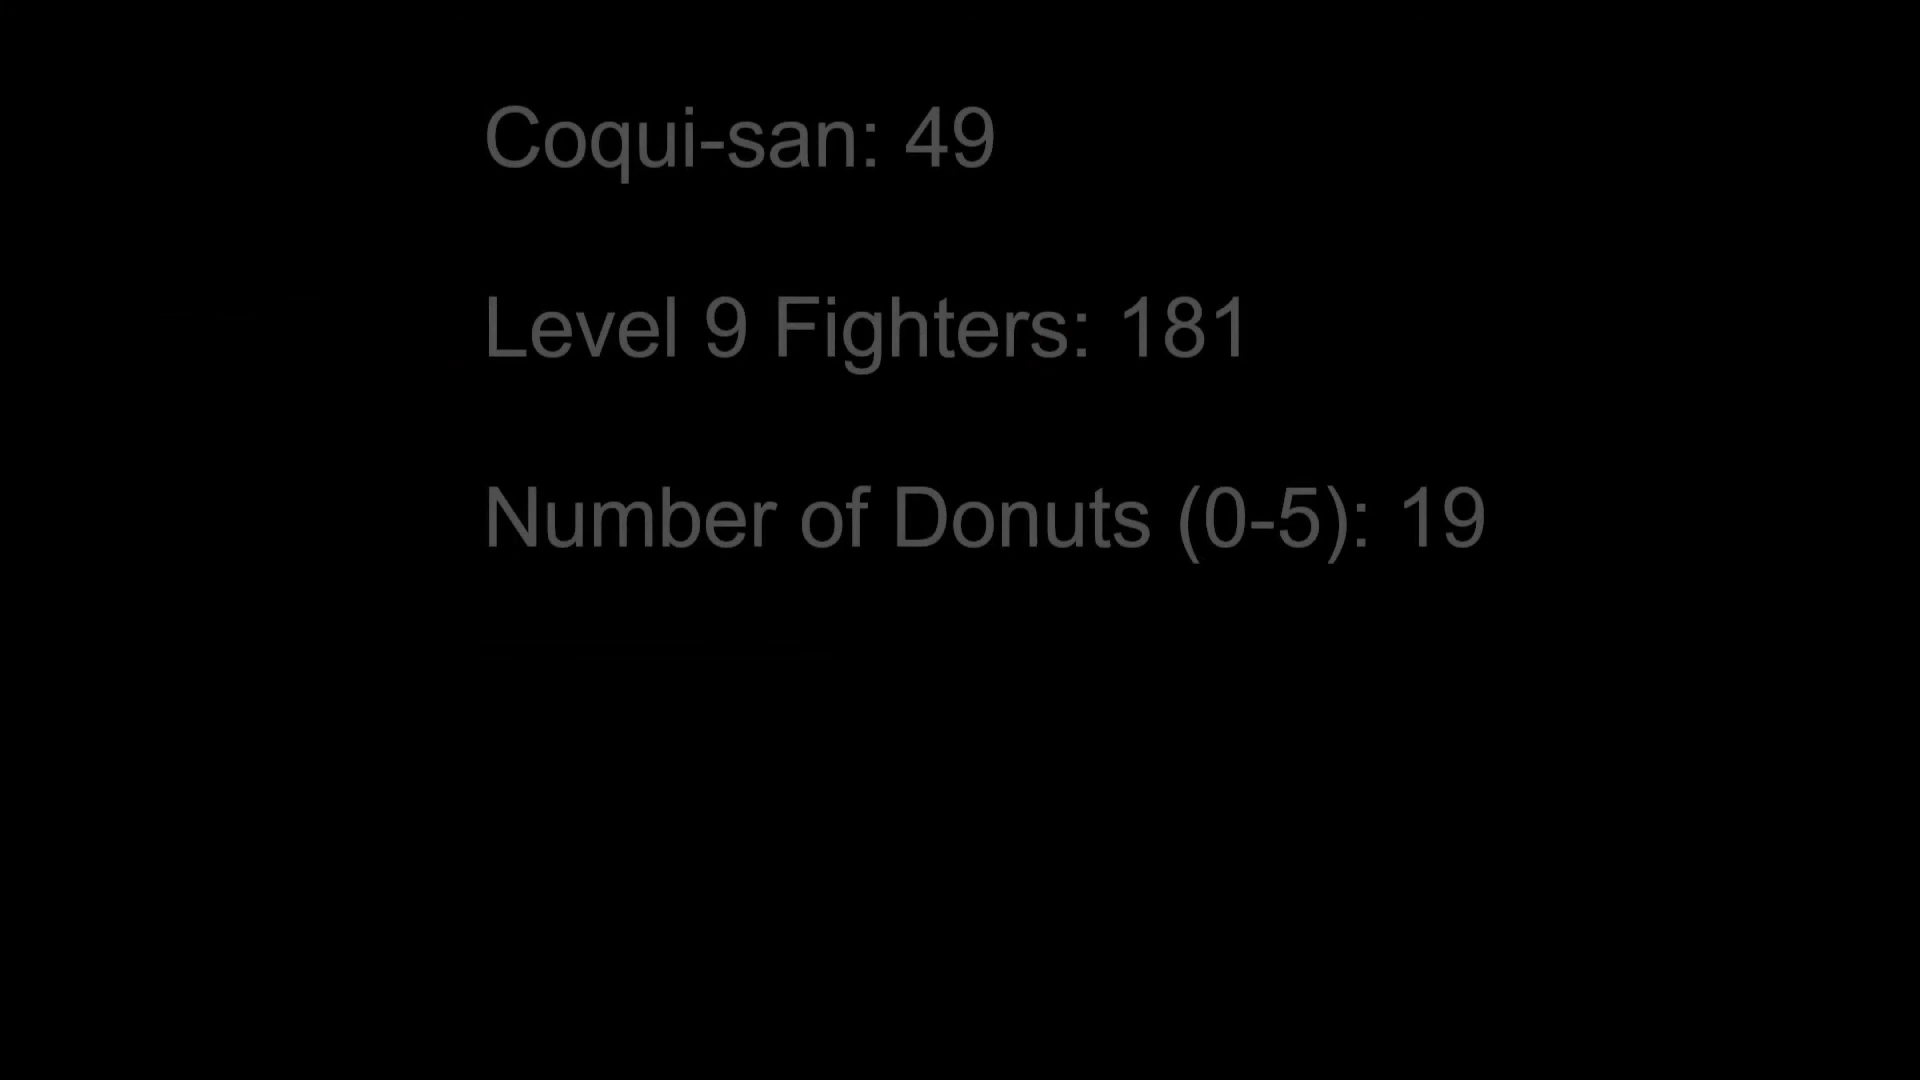 Coqui-san: 49
Level 9 Fighters: 181
Number of Donuts (0-5): 19